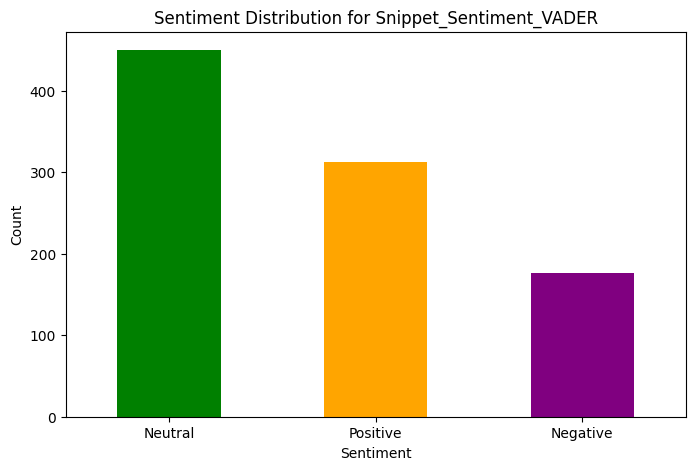 Sentiment Distribution for Snippet_Sentiment_VADER
400
300
200
100
0
Count
Neutral Positive Negative
Sentiment